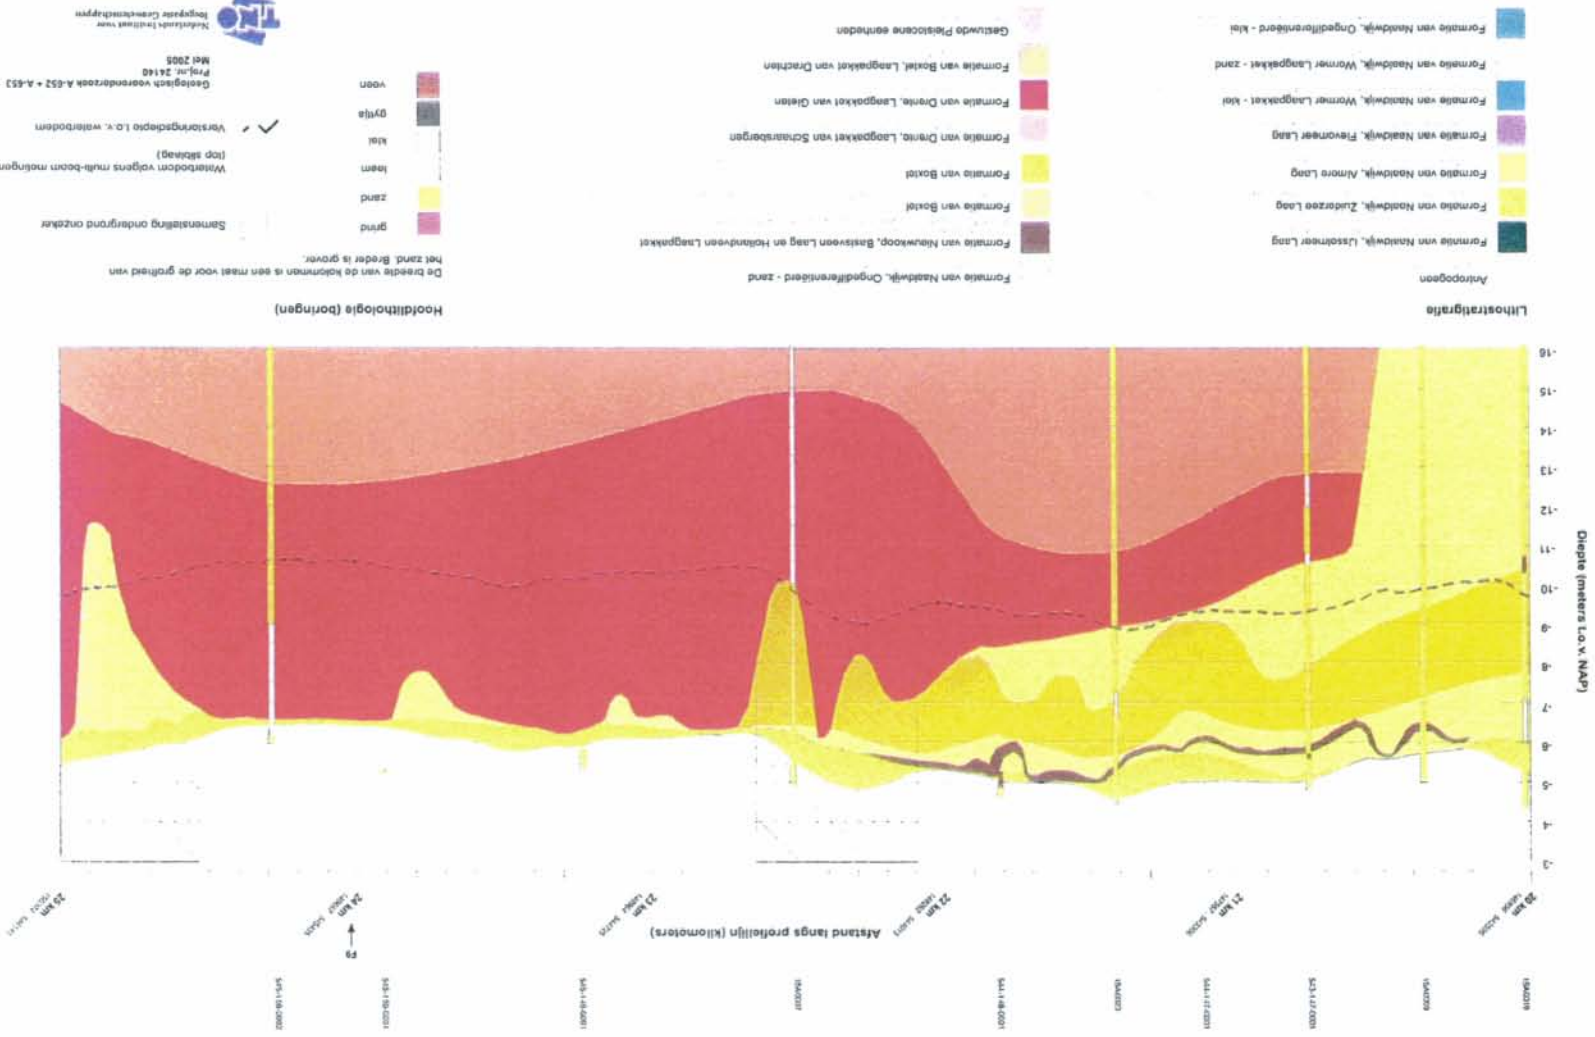 F9
Afstand langs profiellijn (kilometers)
20 km
21 km
22 km
23 km
24 km
25 km
Diepte (meters t.o.v. NAP)
-3
-4
-5
-6
-7
-8
-9
-10
-11
-12
-13
-14
-15
-16
Lithostratigrafie
Antropogeen
Formatie van Naaldwijk, IJsselmeer Laag
Formatie van Naaldwijk, Zuiderzee Laag
Formatie van Naaldwijk, Almere Laag
Formatie van Naaldwijk, Flevomeer Laag
Formatie van Naaldwijk, Wormer Laagpakket - klei
Formatie van Naaldwijk, Wormer Laagpakket - zand
Formatie van Naaldwijk, Ongedifferentiëerd - klei
Formatie van Naaldwijk, Ongedifferentiëerd - zand
Formatie van Nieuwkoop, Basisveen Laag en Hollandveen Laagpakket
Formatie van Boxtel
Formatie van Boxtel
Formatie van Drente, Laagpakket van Schaarsbergen
Formatie van Drente, Laagpakket van Gieten
Formatie van Boxtel, Laagpakket van Drachten
Gestuwde Pleistocene eenheden
Hoofdlithologie (boringen)
De breedte van de kolommen is een maat voor de grofheid van
het zand. Breder is grover.
grind
zand
leem
klei
gyttja
veen
Samenstelling ondergrond onzeker
Waterbodem volgens multi-beam metingen
(top sliblaag)
Verstoringsdiepte t.o.v. waterbodem
Geologisch vooronderzoek A-652 + A-653
Proj.nr. 24140
Mei 2005
TNO
Nederlands Instituut voor
Toegepaste Geowetenschappen